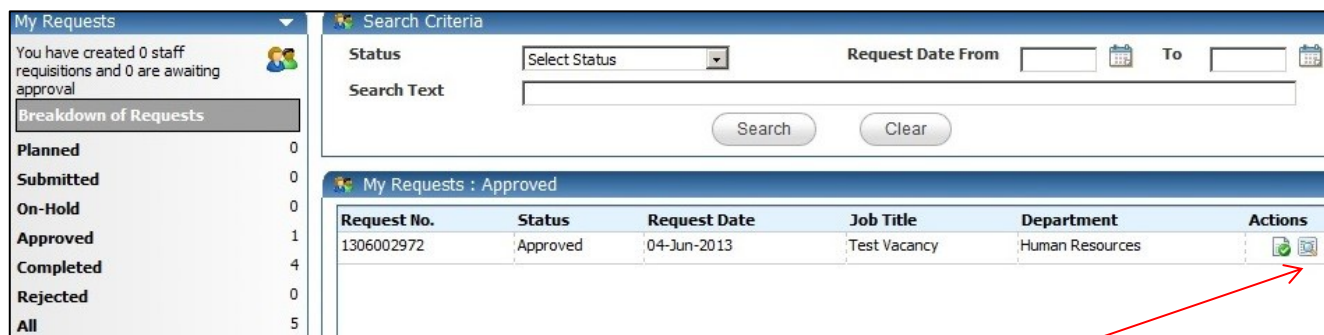 My Requests
You have created 0 staff
requisitions and 0 are awaiting
approval
Breakdown of Requests
Planned 0
Submitted 0
On-Hold 0
Approved 1
Completed 4
Rejected 0
All 5
Search Criteria
Status Select Status Request Date From To
Search Text
Search Clear
My Requests : Approved
Request No. Status Request Date Job Title Department Actions
1306002972 Approved 04-Jun-2013 Test Vacancy Human Resources